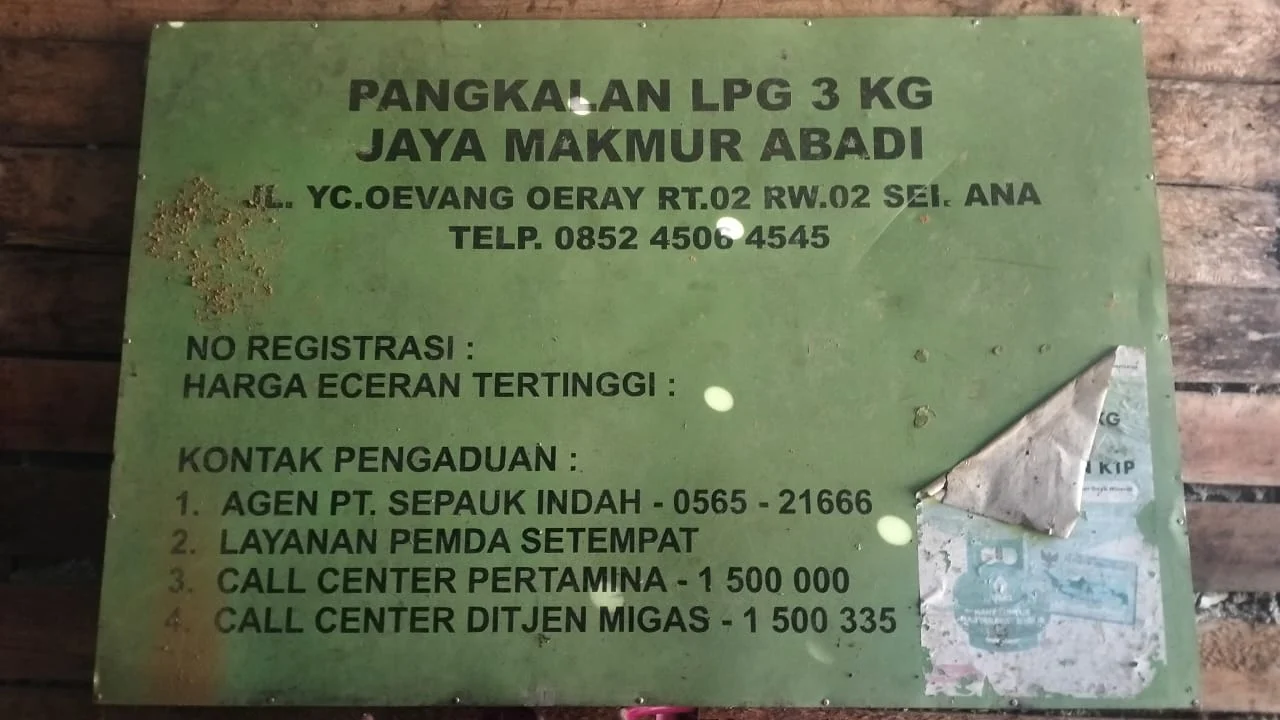 PANGKALAN LPG 3 KG
JAYA MAKMUR ABADI
JL. YC.OEVANG OERAY RT.02 RW.02 SEI. ANA
TELP. 0852 4506 4545
NO REGISTRASI :
HARGA ECERAN TERTINGGI :
KONTAK PENGADUAN :
1. AGEN PT. SEPAUK INDAH - 0565 - 21666
2. LAYANAN PEMDA SETEMPAT
3. CALL CENTER PERTAMINA - 1 500 000
4. CALL CENTER DITJEN MIGAS - 1 500 335
KG
KTP